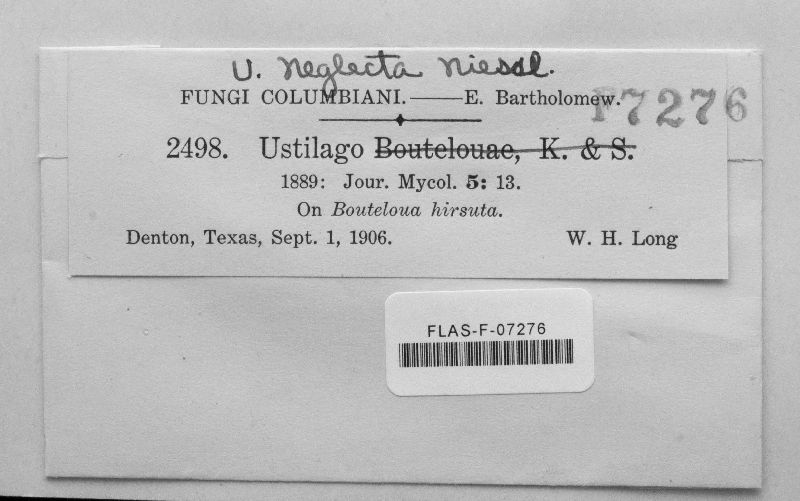 U. neglecta Niessl.
FUNGI COLUMBIANI.——E. Bartholomew.
F7276
2498. Ustilago Boutelouae, K. & S.
1889: Jour. Mycol. 5: 13.
On Bouteloua hirsuta.
Denton, Texas, Sept. 1, 1906. W. H. Long
FLAS-F-07276